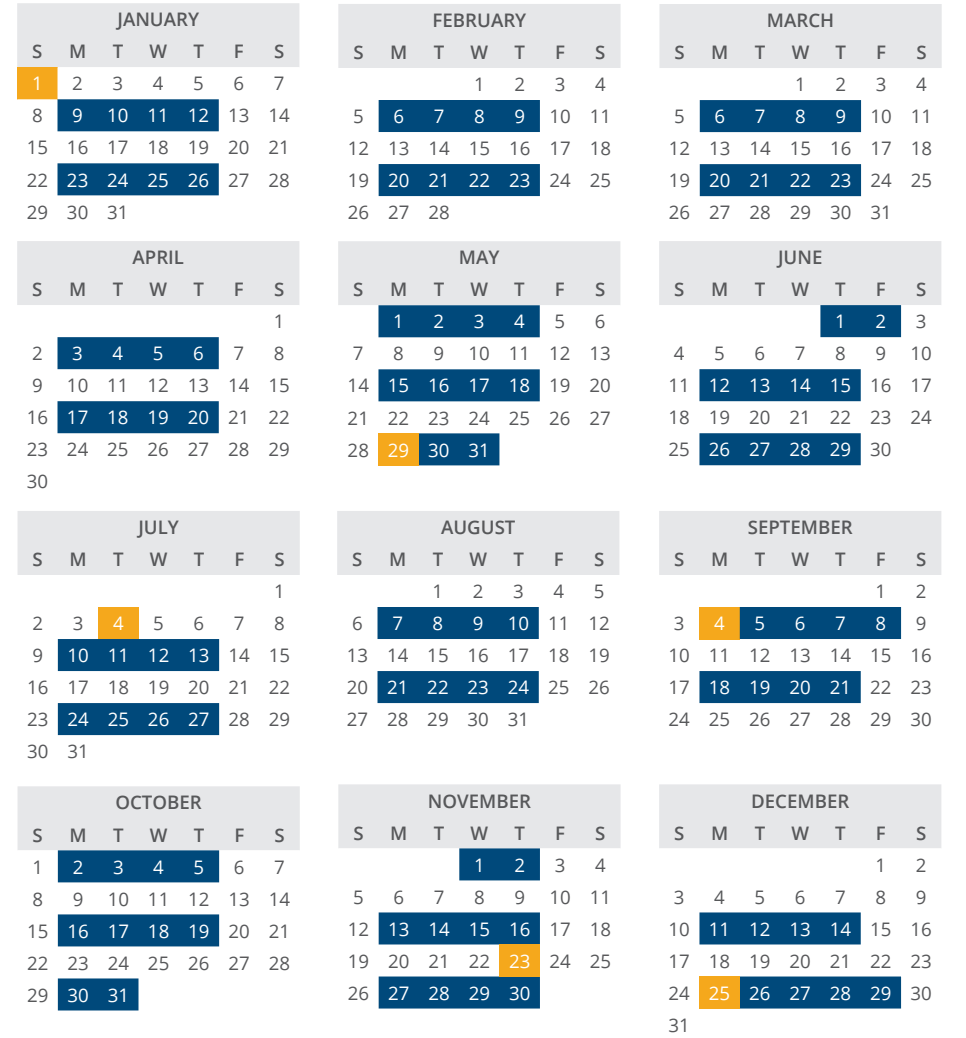 JANUARY
S M T W T F S
1 2 3 4 5 6 7
8 9 10 11 12 13 14
15 16 17 18 19 20 21
22 23 24 25 26 27 28
29 30 31
FEBRUARY
S M T W T F S
1 2 3 4
5 6 7 8 9 10 11
12 13 14 15 16 17 18
19 20 21 22 23 24 25
26 27 28
MARCH
S M T W T F S
1 2 3 4
5 6 7 8 9 10 11
12 13 14 15 16 17 18
19 20 21 22 23 24 25
26 27 28 29 30 31
APRIL
S M T W T F S
1
2 3 4 5 6 7 8
9 10 11 12 13 14 15
16 17 18 19 20 21 22
23 24 25 26 27 28 29
30
MAY
S M T W T F S
1 2 3 4 5 6
7 8 9 10 11 12 13
14 15 16 17 18 19 20
21 22 23 24 25 26 27
28 29 30 31
JUNE
S M T W T F S
1 2 3
4 5 6 7 8 9 10
11 12 13 14 15 16 17
18 19 20 21 22 23 24
25 26 27 28 29 30
JULY
S M T W T F S
1
2 3 4 5 6 7 8
9 10 11 12 13 14 15
16 17 18 19 20 21 22
23 24 25 26 27 28 29
30 31
AUGUST
S M T W T F S
1 2 3 4 5
6 7 8 9 10 11 12
13 14 15 16 17 18 19
20 21 22 23 24 25 26
27 28 29 30 31
SEPTEMBER
S M T W T F S
1 2
3 4 5 6 7 8 9
10 11 12 13 14 15 16
17 18 19 20 21 22 23
24 25 26 27 28 29 30
OCTOBER
S M T W T F S
1 2 3 4 5 6 7
8 9 10 11 12 13 14
15 16 17 18 19 20 21
22 23 24 25 26 27 28
29 30 31
NOVEMBER
S M T W T F S
1 2 3 4
5 6 7 8 9 10 11
12 13 14 15 16 17 18
19 20 21 22 23 24 25
26 27 28 29 30
DECEMBER
S M T W T F S
1 2
3 4 5 6 7 8 9
10 11 12 13 14 15 16
17 18 19 20 21 22 23
24 25 26 27 28 29 30
31